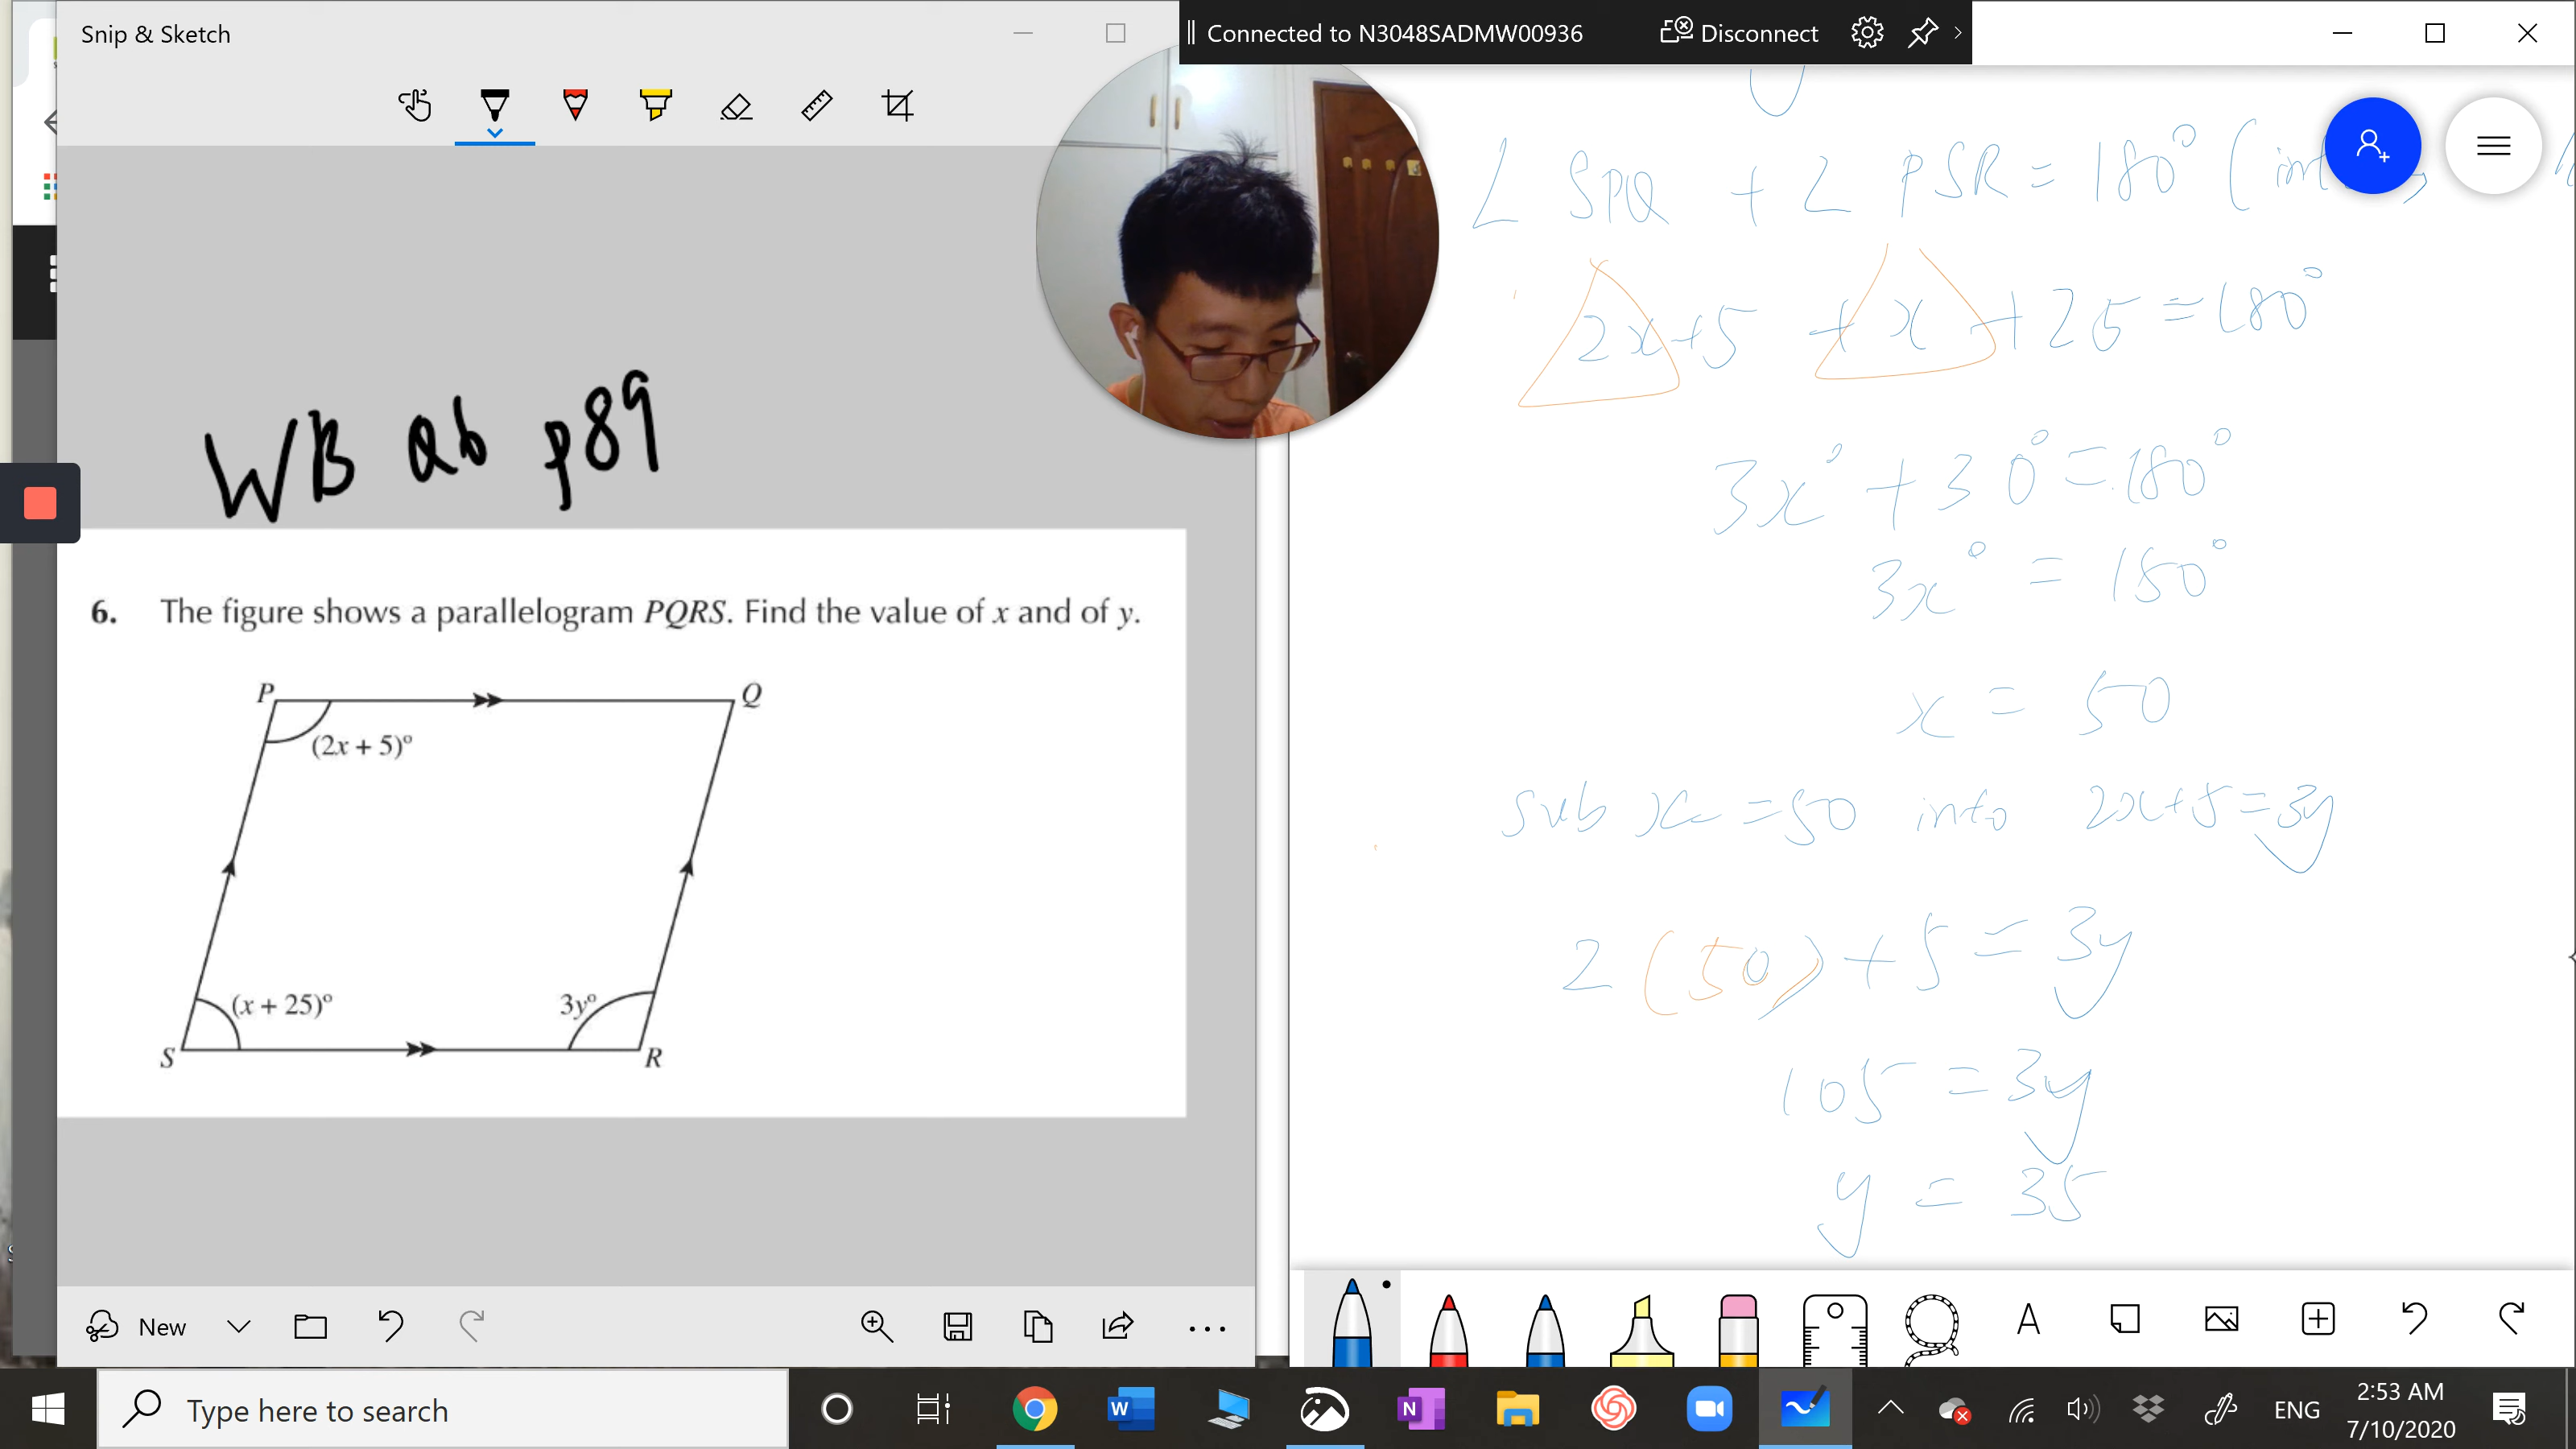 Snip & Sketch
Connected to N3048SADMW00936
Disconnect
WB Q6 p89
6. The figure shows a parallelogram PQRS. Find the value of x and of y.
P
Q
(2x + 5)°
(x + 25)°
3y°
S
R
∠ SPQ + ∠ PSR = 180° (int
2x+5 + x + 25 = 180°
3x° + 30° = 180°
3x° = 150°
x = 50
sub x = 50 into 2x+5=3y
2(50)+5=3y
105 = 3y
y = 35
New
Type here to search
ENG
2:53 AM
7/10/2020